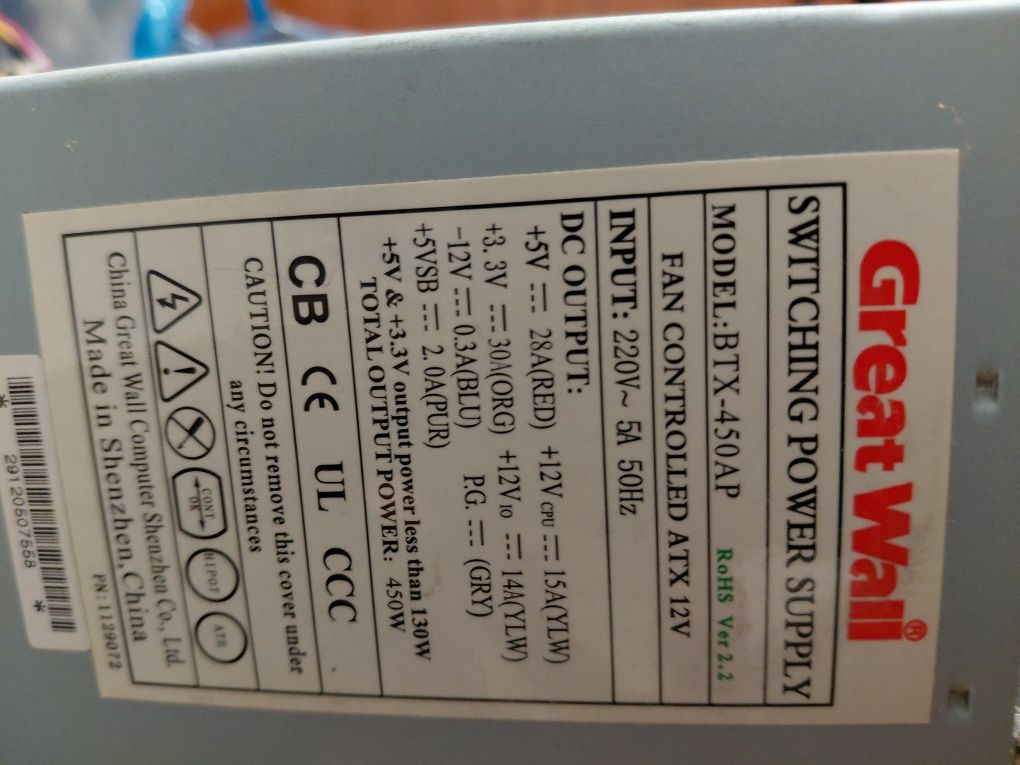 Great Wall®
SWITCHING POWER SUPPLY
MODEL:BTX-450AP RoHS Ver 2.2
FAN CONTROLLED ATX 12V
INPUT: 220V~ 5A 50Hz
DC OUTPUT:
+5V --- 28A(RED) +12V CPU --- 15A(YLW)
+3.3V --- 30A(ORG) +12V IO --- 14A(YLW)
-12V --- 0.3A(BLU) P.G. --- (GRY)
+5VSB --- 2.0A(PUR)
+5V & +3.3V output power less than 130W
TOTAL OUTPUT POWER: 450W
CB CE UL CCC
CAUTION! Do not remove this cover under
any circumstances
CONT. OK HIPOT ATE
China Great Wall Computer Shenzhen Co., Ltd.
Made in Shenzhen, China
PN: 1129072
* 29120507558 *